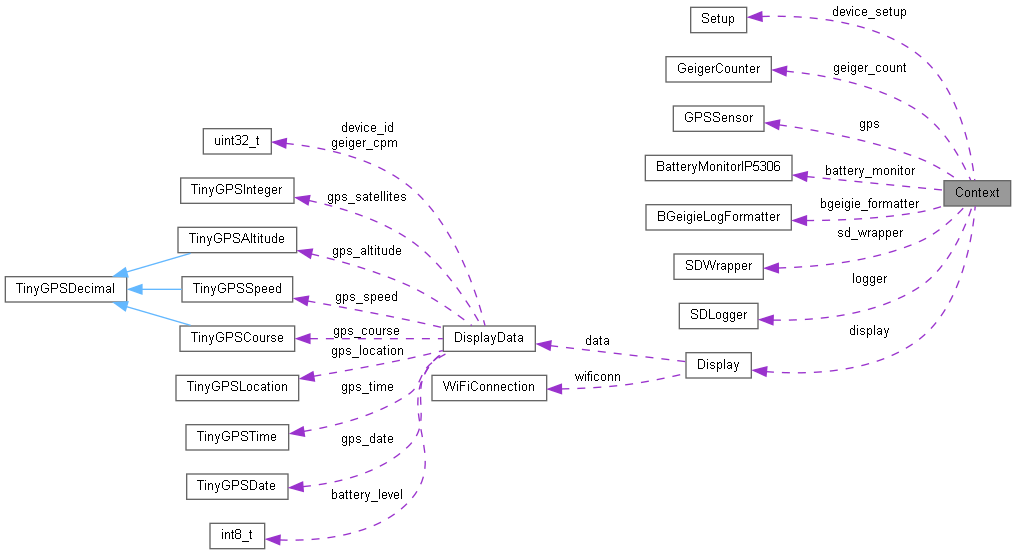 device_setup
Setup
GeigerCounter
geiger_count
GPSSensor
gps
device_id
geiger_cpm
uint32_t
BatteryMonitorIP5306
battery_monitor
Context
TinyGPSInteger
gps_satellites
bgeigie_formatter
BGeigieLogFormatter
sd_wrapper
TinyGPSAltitude
gps_altitude
SDWrapper
logger
TinyGPSDecimal
TinyGPSSpeed
gps_speed
SDLogger
display
TinyGPSCourse
gps_course
DisplayData
data
gps_location
Display
TinyGPSLocation
gps_time
WiFiConnection
wificonn
TinyGPSTime
gps_date
TinyGPSDate
battery_level
int8_t